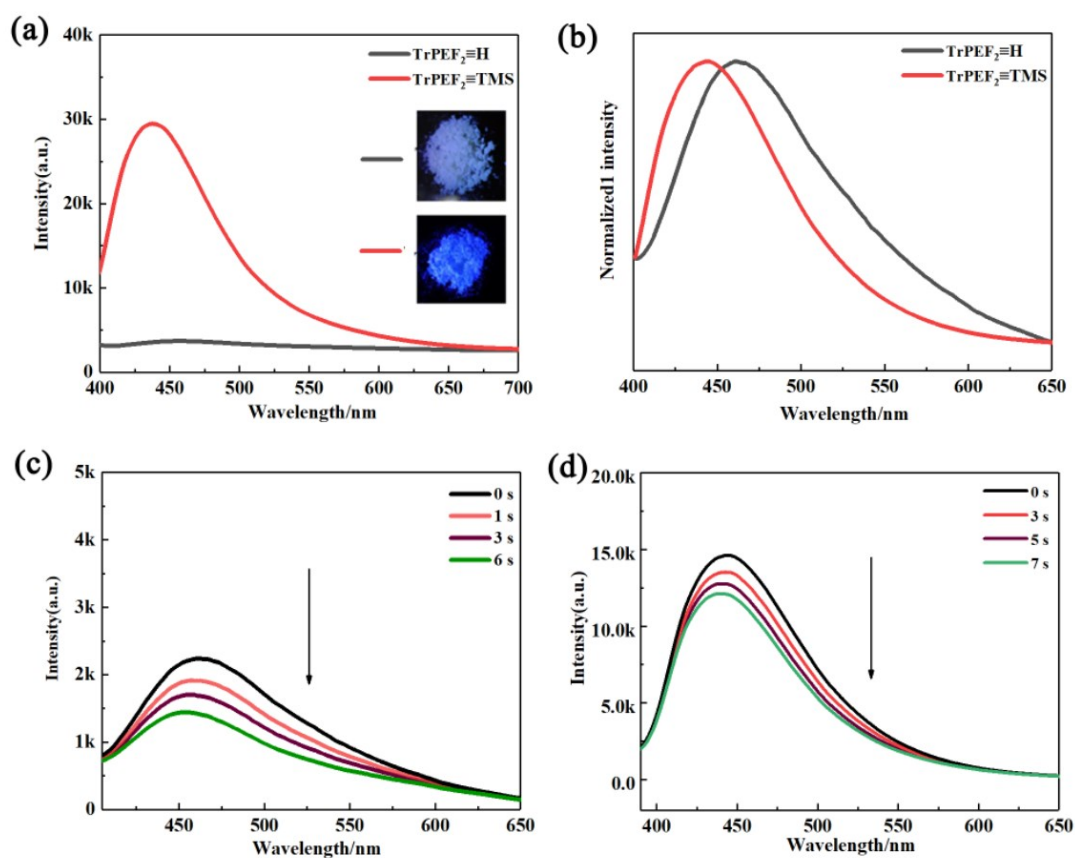 (a)
TrPEF₂≡H
TrPEF₂≡TMS
40k
30k
20k
10k
0
400 450 500 550 600 650 700
Intensity(a.u.)
Wavelength/nm
(b)
TrPEF₂≡H
TrPEF₂≡TMS
Normalized1 intensity
400 450 500 550 600 650
Wavelength/nm
(c)
0 s
1 s
3 s
6 s
5k
4k
3k
2k
1k
0
450 500 550 600 650
Intensity(a.u.)
Wavelength/nm
(d)
0 s
3 s
5 s
7 s
20.0k
15.0k
10.0k
5.0k
0.0
400 450 500 550 600 650
Intensity(a.u.)
Wavelength/nm